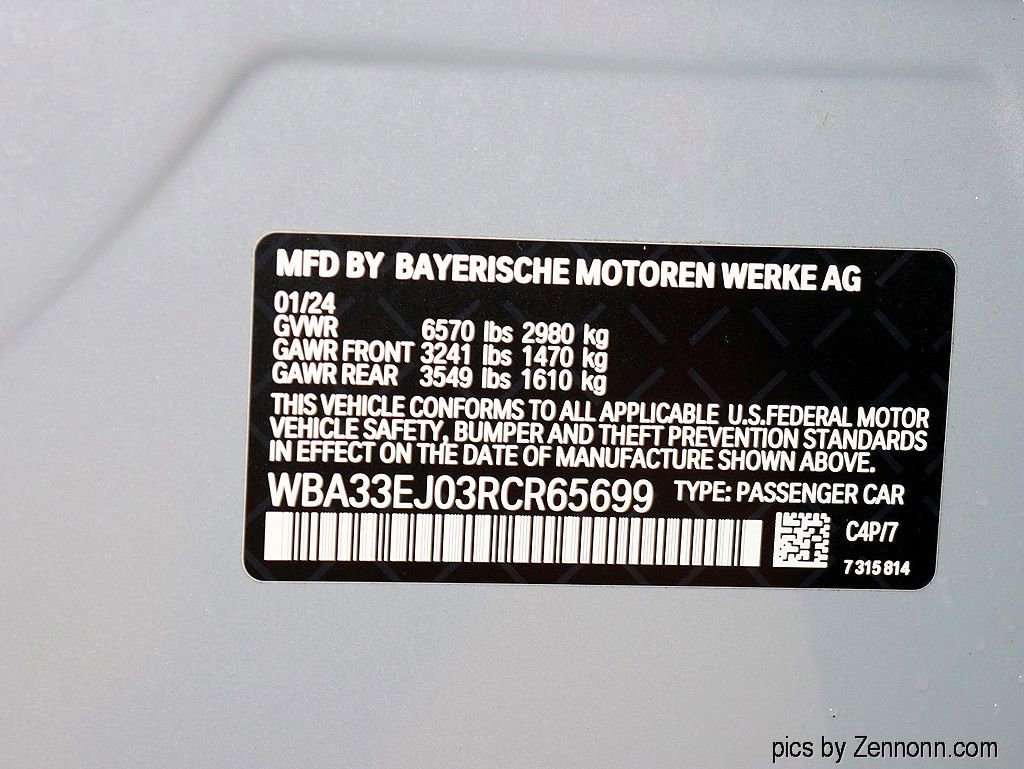 MFD BY BAYERISCHE MOTOREN WERKE AG
01/24
GVWR 6570 lbs 2980 kg
GAWR FRONT 3241 lbs 1470 kg
GAWR REAR 3549 lbs 1610 kg
THIS VEHICLE CONFORMS TO ALL APPLICABLE U.S.FEDERAL MOTOR
VEHICLE SAFETY, BUMPER AND THEFT PREVENTION STANDARDS
IN EFFECT ON THE DATE OF MANUFACTURE SHOWN ABOVE.
WBA33EJ03RCR65699 TYPE: PASSENGER CAR
C4P/7
7 315 814
pics by Zennonn.com